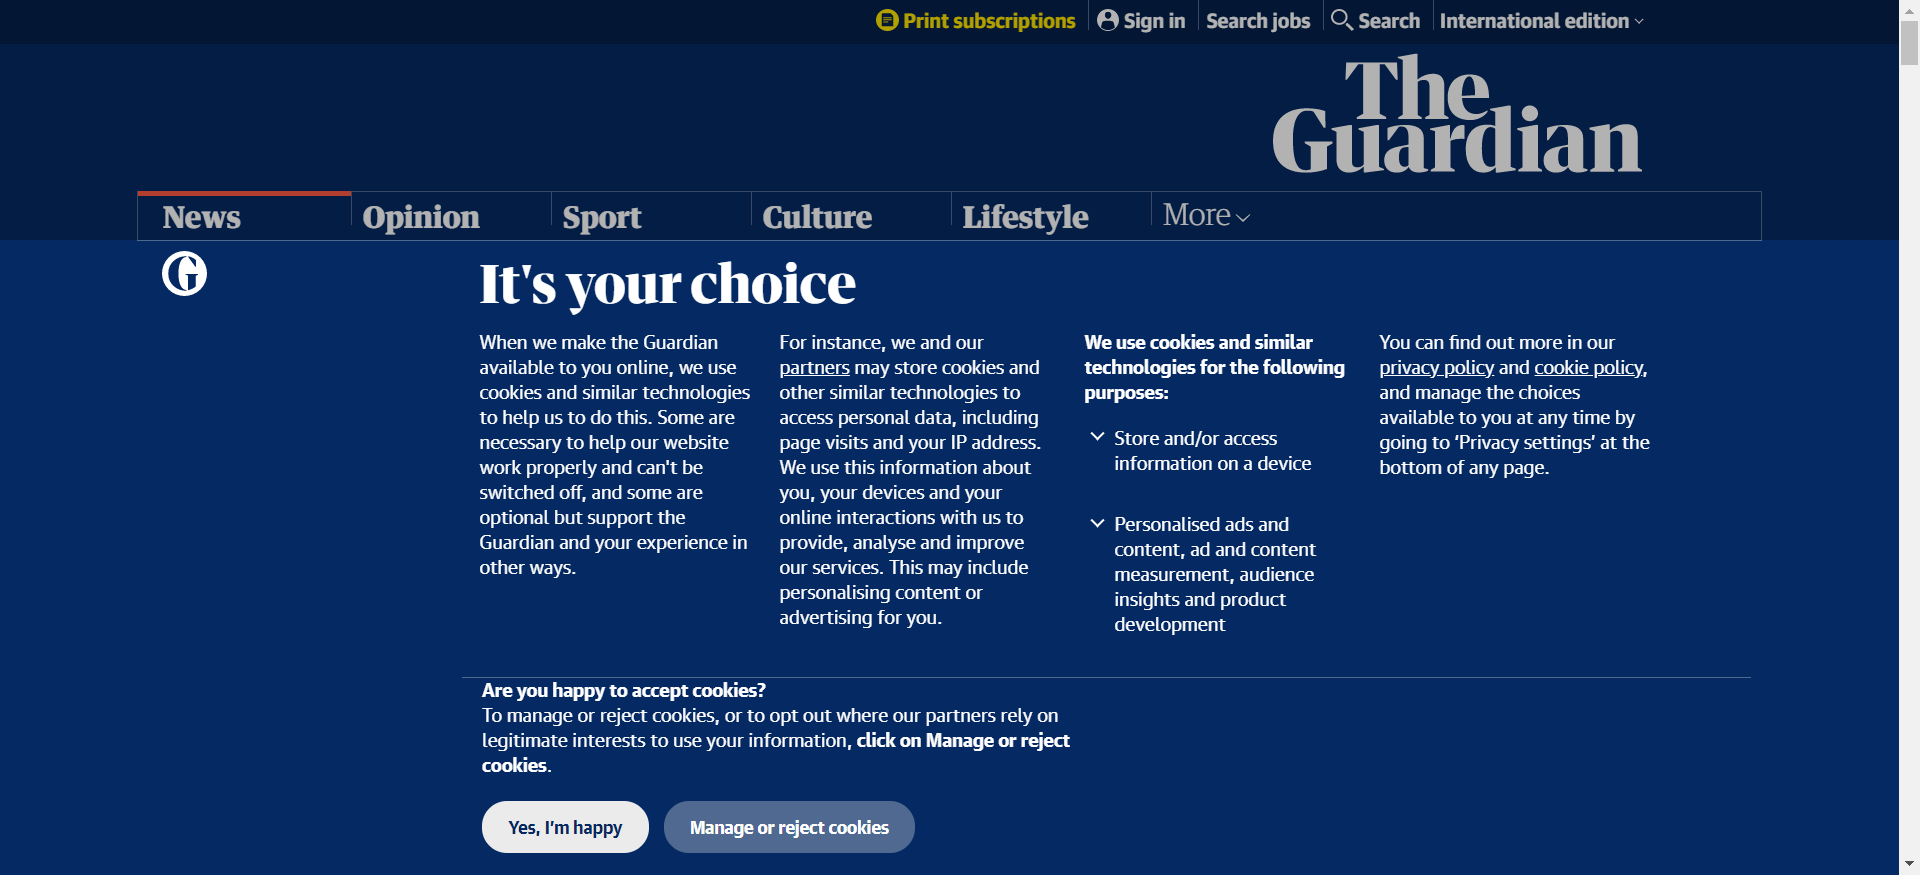 Print subscriptions
Sign in
Search jobs
Search
International edition
The
Guardian
News
Opinion
Sport
Culture
Lifestyle
More
G
It's your choice
When we make the Guardian
available to you online, we use
cookies and similar technologies
to help us to do this. Some are
necessary to help our website
work properly and can't be
switched off, and some are
optional but support the
Guardian and your experience in
other ways.
For instance, we and our
partners may store cookies and
other similar technologies to
access personal data, including
page visits and your IP address.
We use this information about
you, your devices and your
online interactions with us to
provide, analyse and improve
our services. This may include
personalising content or
advertising for you.
We use cookies and similar
technologies for the following
purposes:
Store and/or access
information on a device
Personalised ads and
content, ad and content
measurement, audience
insights and product
development
You can find out more in our
privacy policy and cookie policy,
and manage the choices
available to you at any time by
going to ‘Privacy settings’ at the
bottom of any page.
Are you happy to accept cookies?
To manage or reject cookies, or to opt out where our partners rely on
legitimate interests to use your information, click on Manage or reject
cookies.
Yes, I’m happy
Manage or reject cookies